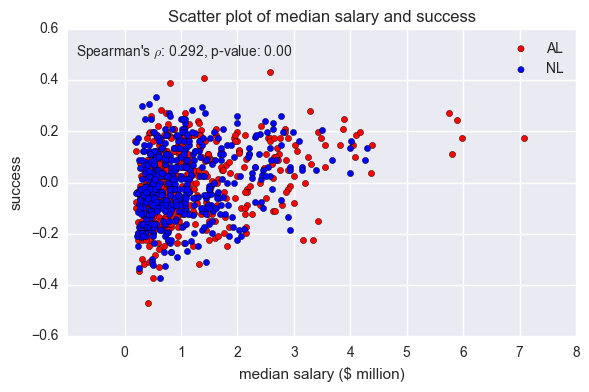 Scatter plot of median salary and success
Spearman's ρ: 0.292, p-value: 0.00
AL
NL
0.6
0.4
0.2
0.0
−0.2
−0.4
−0.6
success
0 1 2 3 4 5 6 7 8
median salary ($ million)